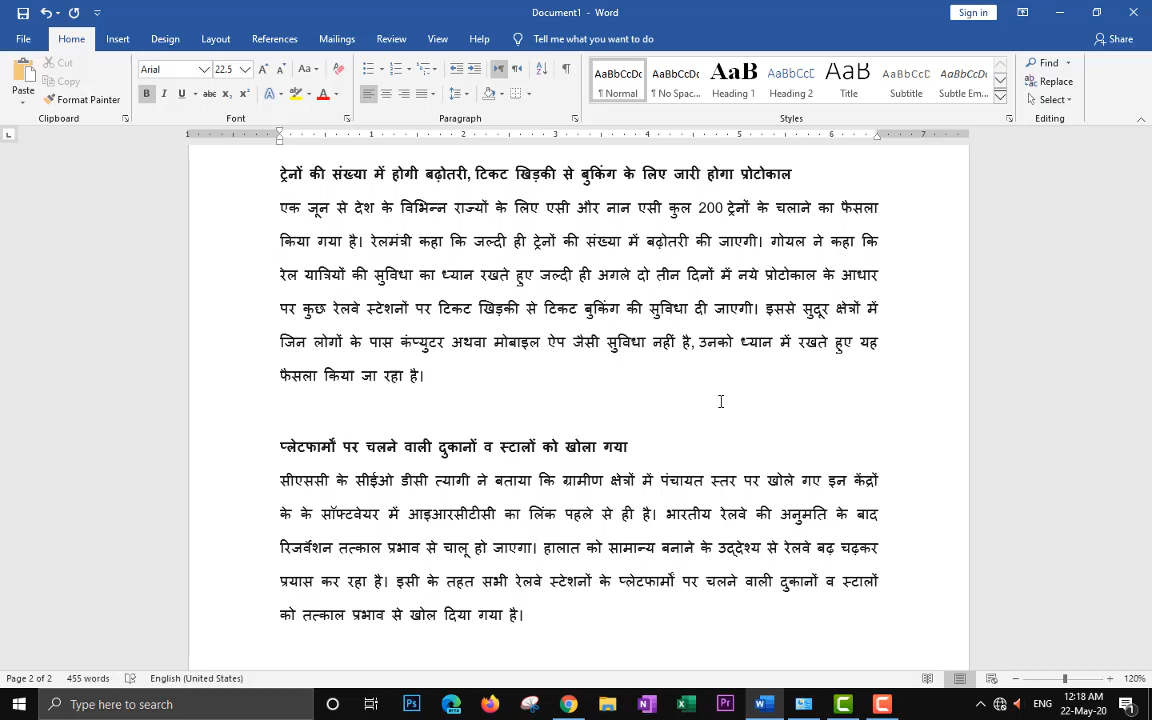 Document1 - Word
Sign in
File Home Insert Design Layout References Mailings Review View Help Tell me what you want to do Share
Paste
Cut
Copy
Format Painter
Clipboard
Arial 22.5
Font
Paragraph
AaBbCcDc AaBbCcDc AaB AaBbCcC AaB AaBbCcD AaBbCcDc
¶ Normal ¶ No Spac... Heading 1 Heading 2 Title Subtitle Subtle Em...
Styles
Find
Replace
Select
Editing
1 1 2 3 4 5 6 7
ट्रेनों की संख्या में होगी बढ़ोतरी, टिकट खिड़की से बुकिंग के लिए जारी होगा प्रोटोकाल
एक जून से देश के विभिन्न राज्यों के लिए एसी और नान एसी कुल 200 ट्रेनों के चलाने का फैसला
किया गया है। रेलमंत्री कहा कि जल्दी ही ट्रेनों की संख्या में बढ़ोतरी की जाएगी। गोयल ने कहा कि
रेल यात्रियों की सुविधा का ध्यान रखते हुए जल्दी ही अगले दो तीन दिनों में नये प्रोटोकाल के आधार
पर कुछ रेलवे स्टेशनों पर टिकट खिड़की से टिकट बुकिंग की सुविधा दी जाएगी। इससे सुदूर क्षेत्रों में
जिन लोगों के पास कंप्युटर अथवा मोबाइल ऐप जैसी सुविधा नहीं है, उनको ध्यान में रखते हुए यह
फैसला किया जा रहा है।
प्लेटफार्मों पर चलने वाली दुकानों व स्टालों को खोला गया
सीएससी के सीईओ डीसी त्यागी ने बताया कि ग्रामीण क्षेत्रों में पंचायत स्तर पर खोले गए इन केंद्रों
के के सॉफ्टवेयर में आइआरसीटीसी का लिंक पहले से ही है। भारतीय रेलवे की अनुमति के बाद
रिजर्वेशन तत्काल प्रभाव से चालू हो जाएगा। हालात को सामान्य बनाने के उद्देश्य से रेलवे बढ़ चढ़कर
प्रयास कर रहा है। इसी के तहत सभी रेलवे स्टेशनों के प्लेटफार्मों पर चलने वाली दुकानों व स्टालों
को तत्काल प्रभाव से खोल दिया गया है।
Page 2 of 2 455 words English (United States) 120%
Type here to search
ENG
12:18 AM
22-May-20